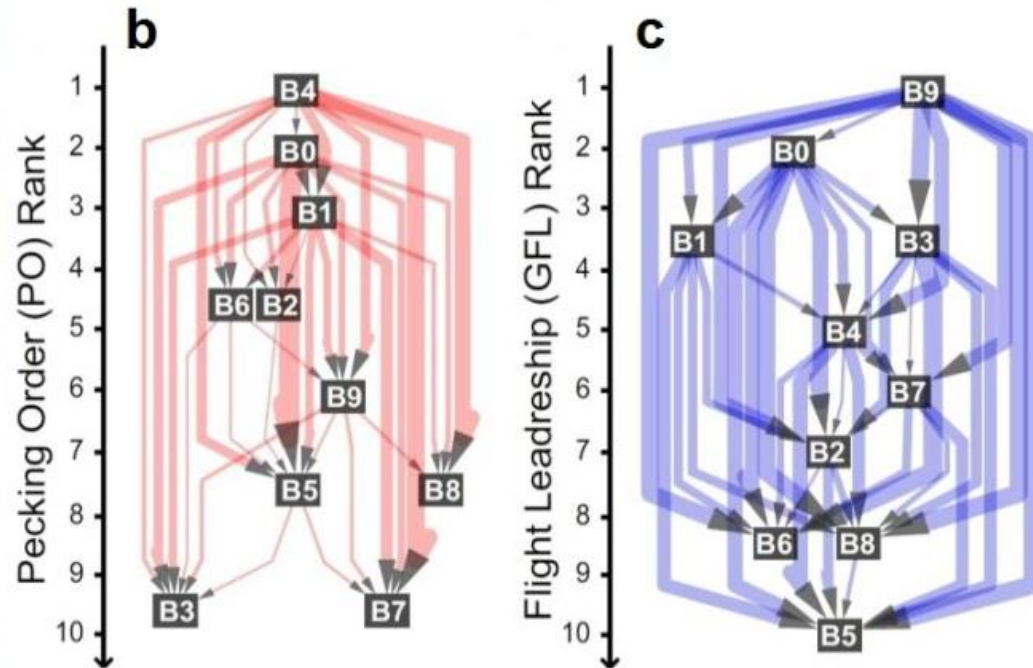 b
Pecking Order (PO) Rank
1
2
3
4
5
6
7
8
9
10
B4
B0
B1
B6 B2
B9
B5 B8
B3 B7
c
Flight Leadreship (GFL) Rank
1
2
3
4
5
6
7
8
9
10
B9
B0
B1 B3
B4
B7
B2
B6 B8
B5